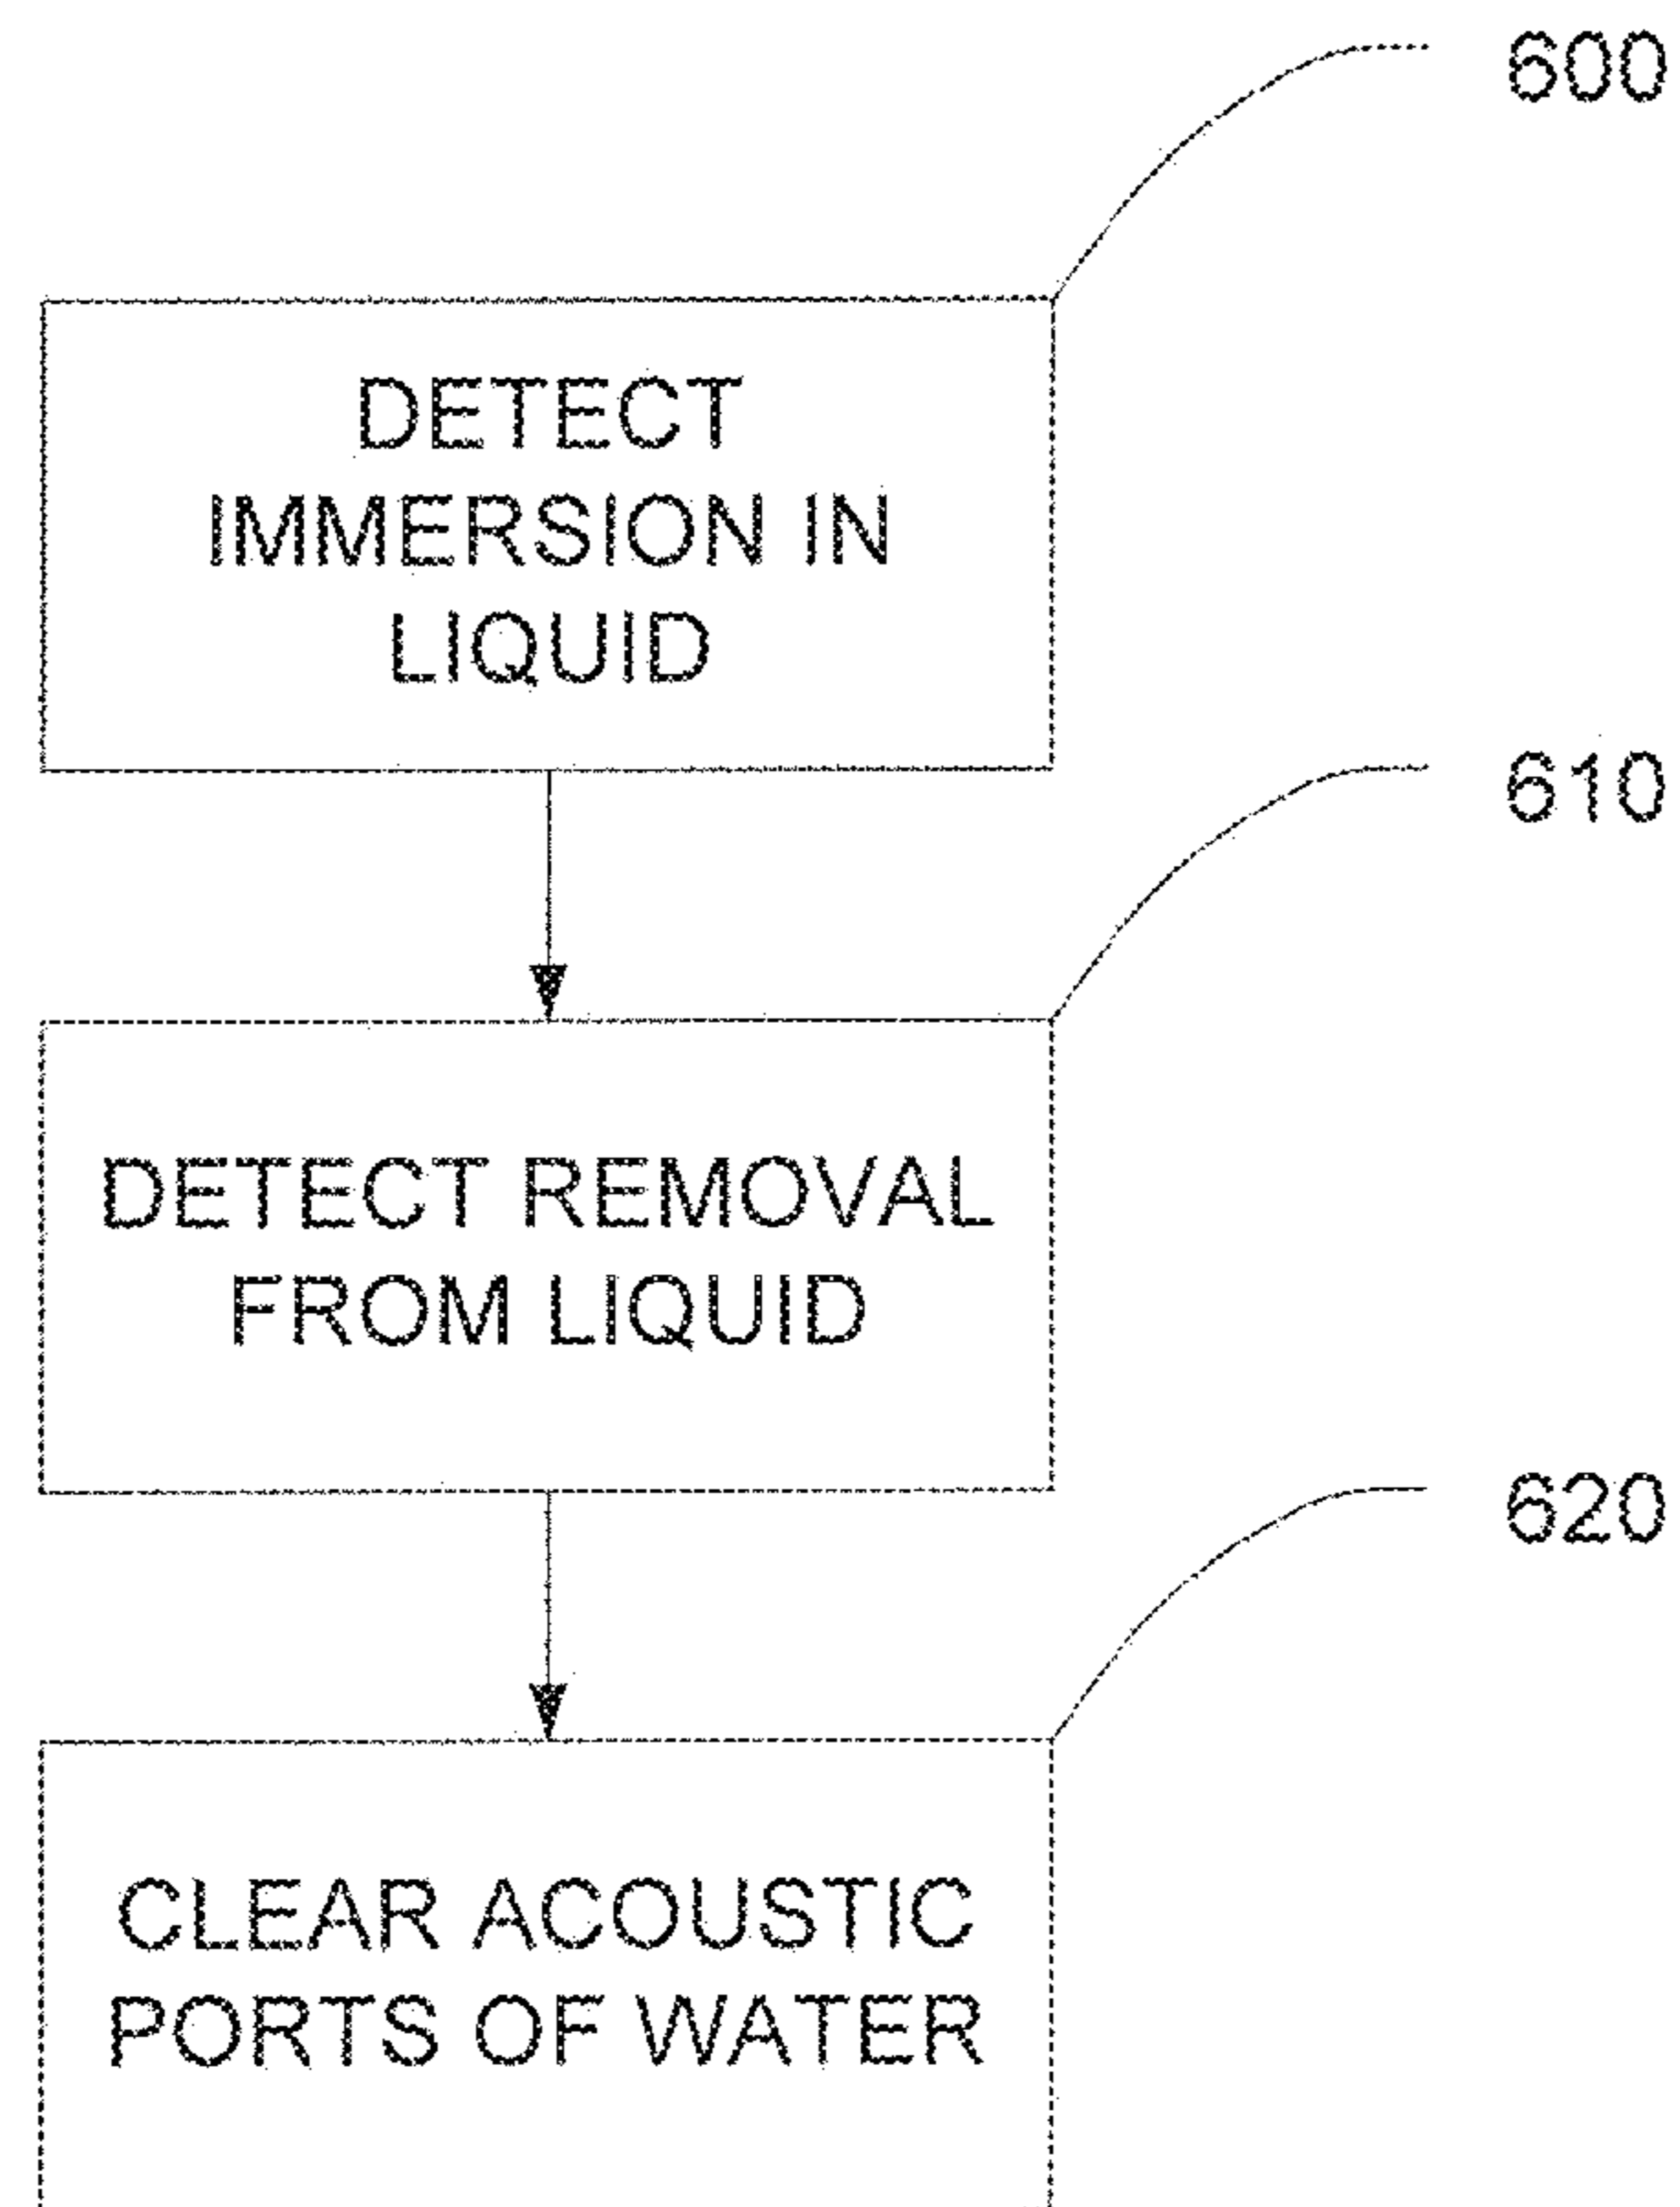 600
DETECT
IMMERSION IN
LIQUID
610
DETECT REMOVAL
FROM LIQUID
620
CLEAR ACOUSTIC
PORTS OF WATER